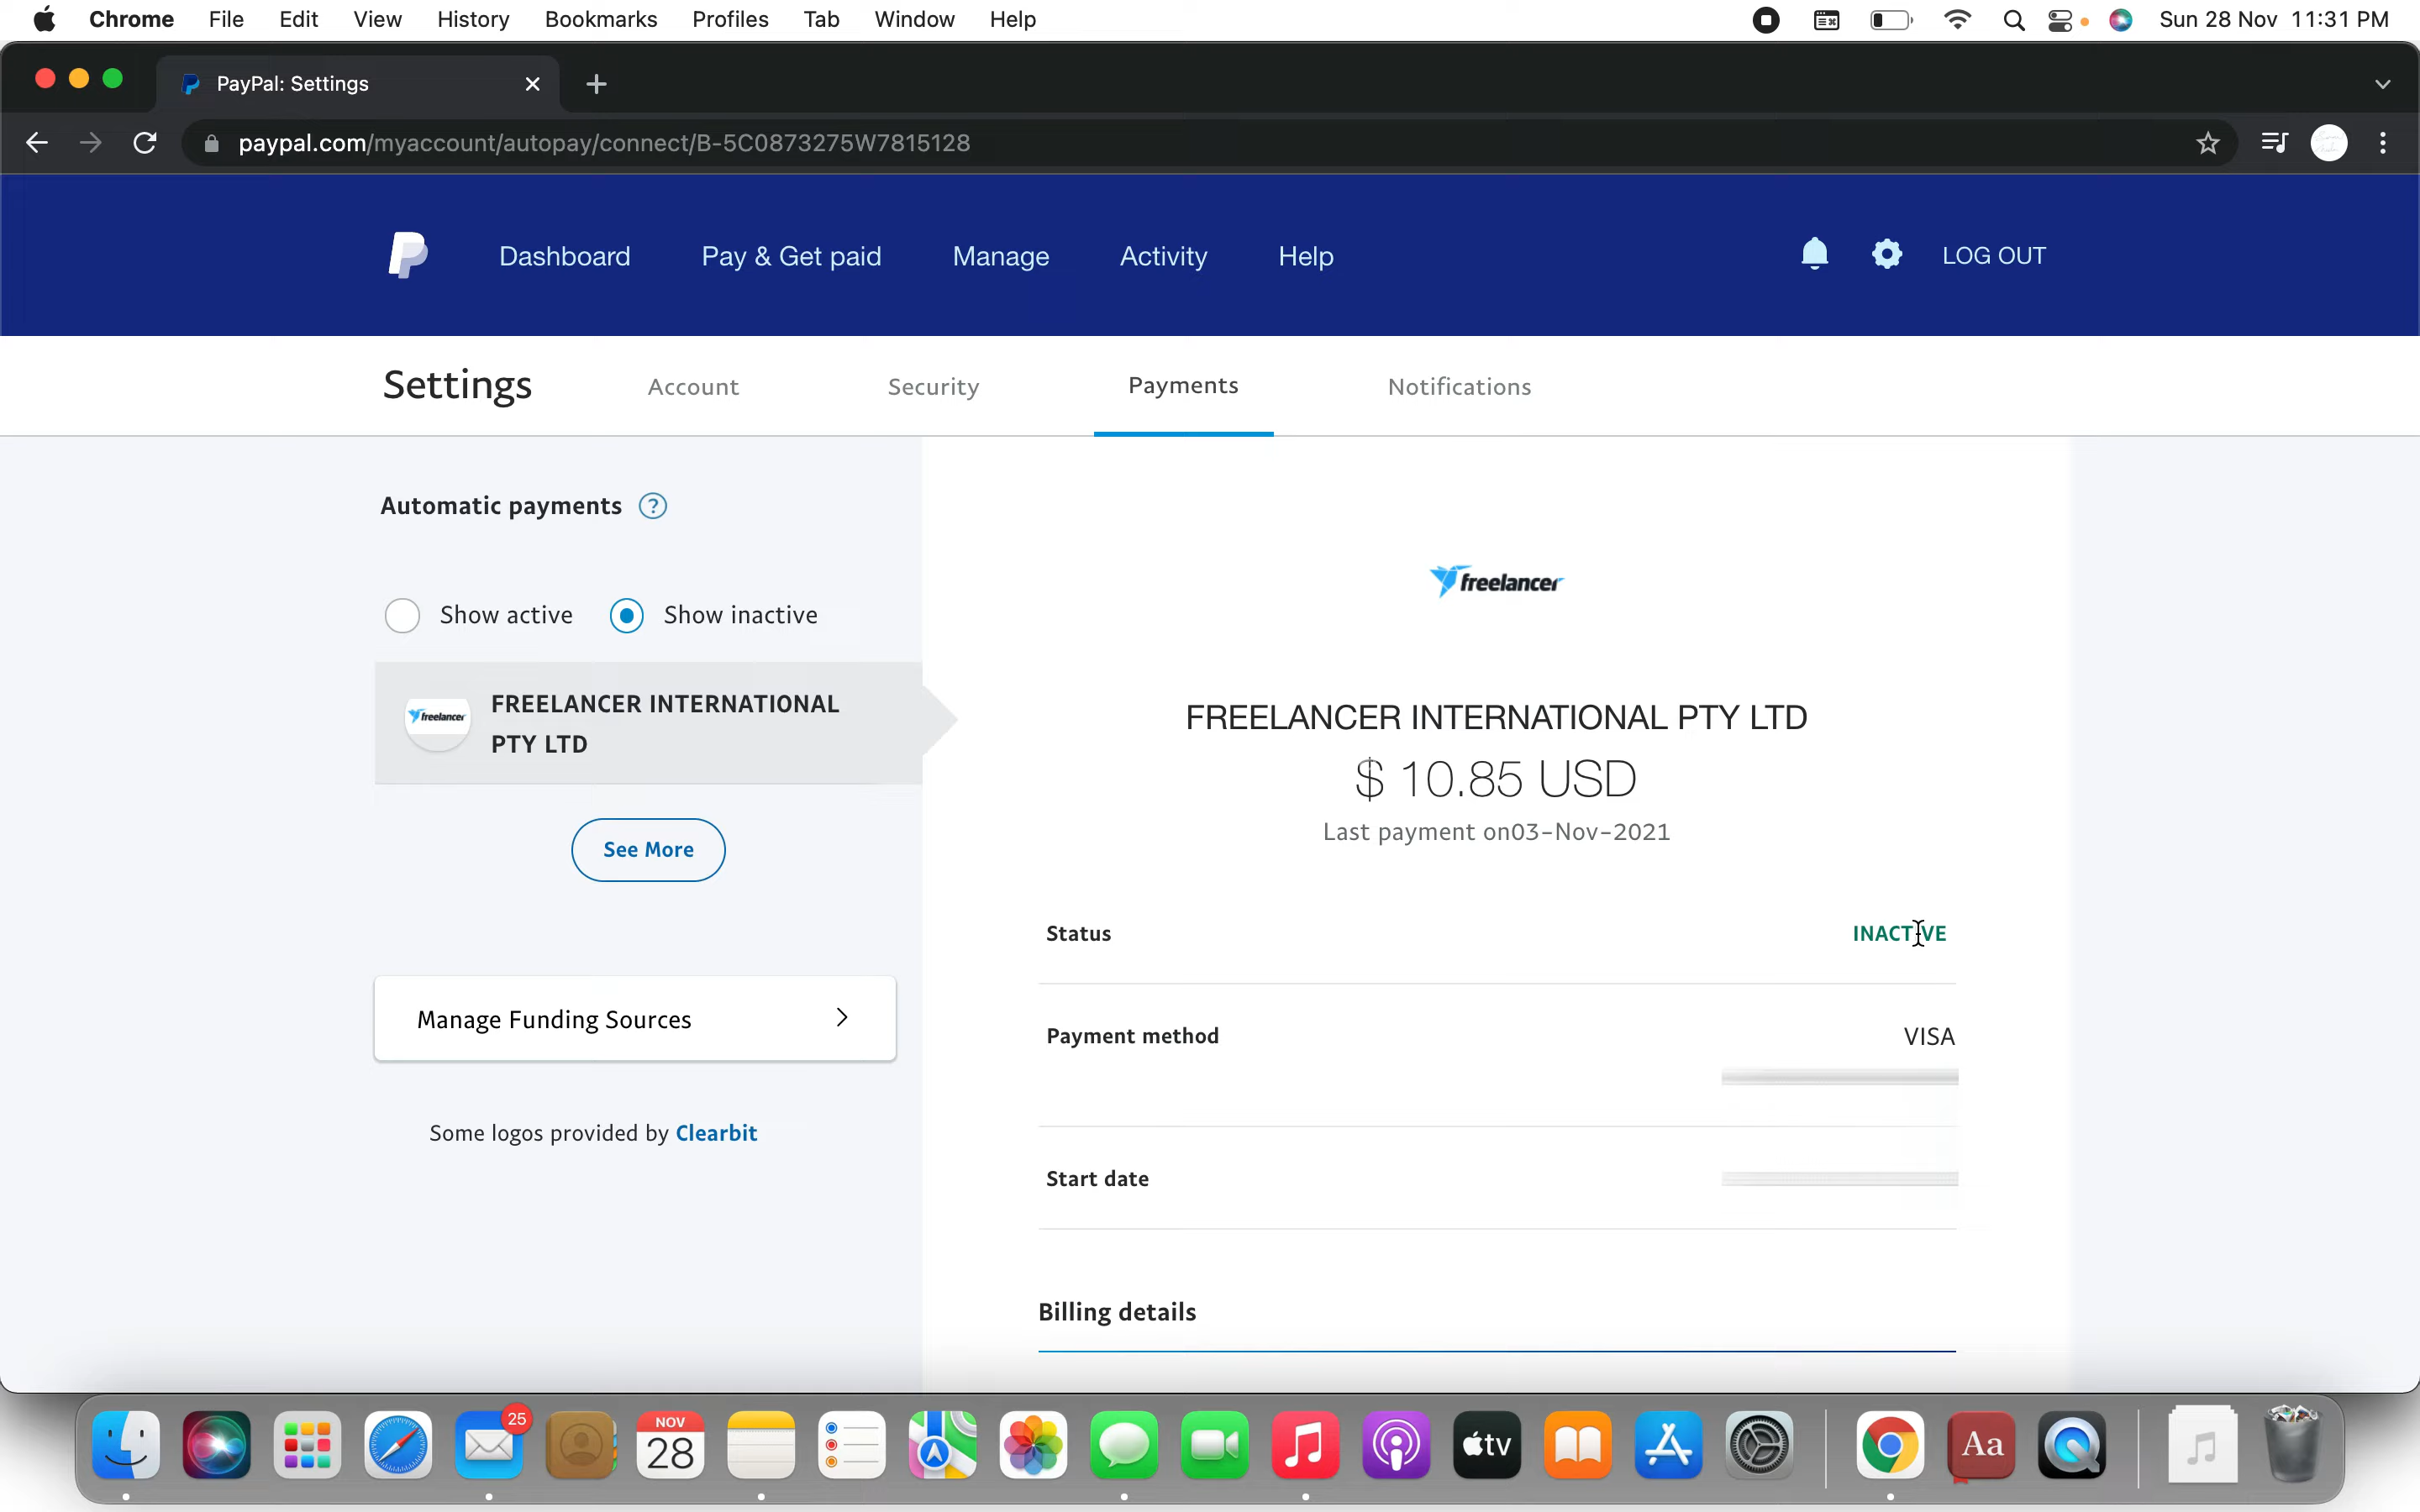 Chrome File Edit View History Bookmarks Profiles Tab Window Help Sun 28 Nov 11:31 PM
PayPal: Settings
paypal.com/myaccount/autopay/connect/B-5C0873275W7815128
Dashboard Pay & Get paid Manage Activity Help LOG OUT
Settings Account Security Payments Notifications
Automatic payments ?
Show active Show inactive
freelancer
FREELANCER INTERNATIONAL
PTY LTD
See More
Manage Funding Sources
Some logos provided by Clearbit
freelancer
FREELANCER INTERNATIONAL PTY LTD
$ 10.85 USD
Last payment on03-Nov-2021
Status INACTIVE
Payment method VISA
Start date
Billing details
25
NOV
28
tv
Aa